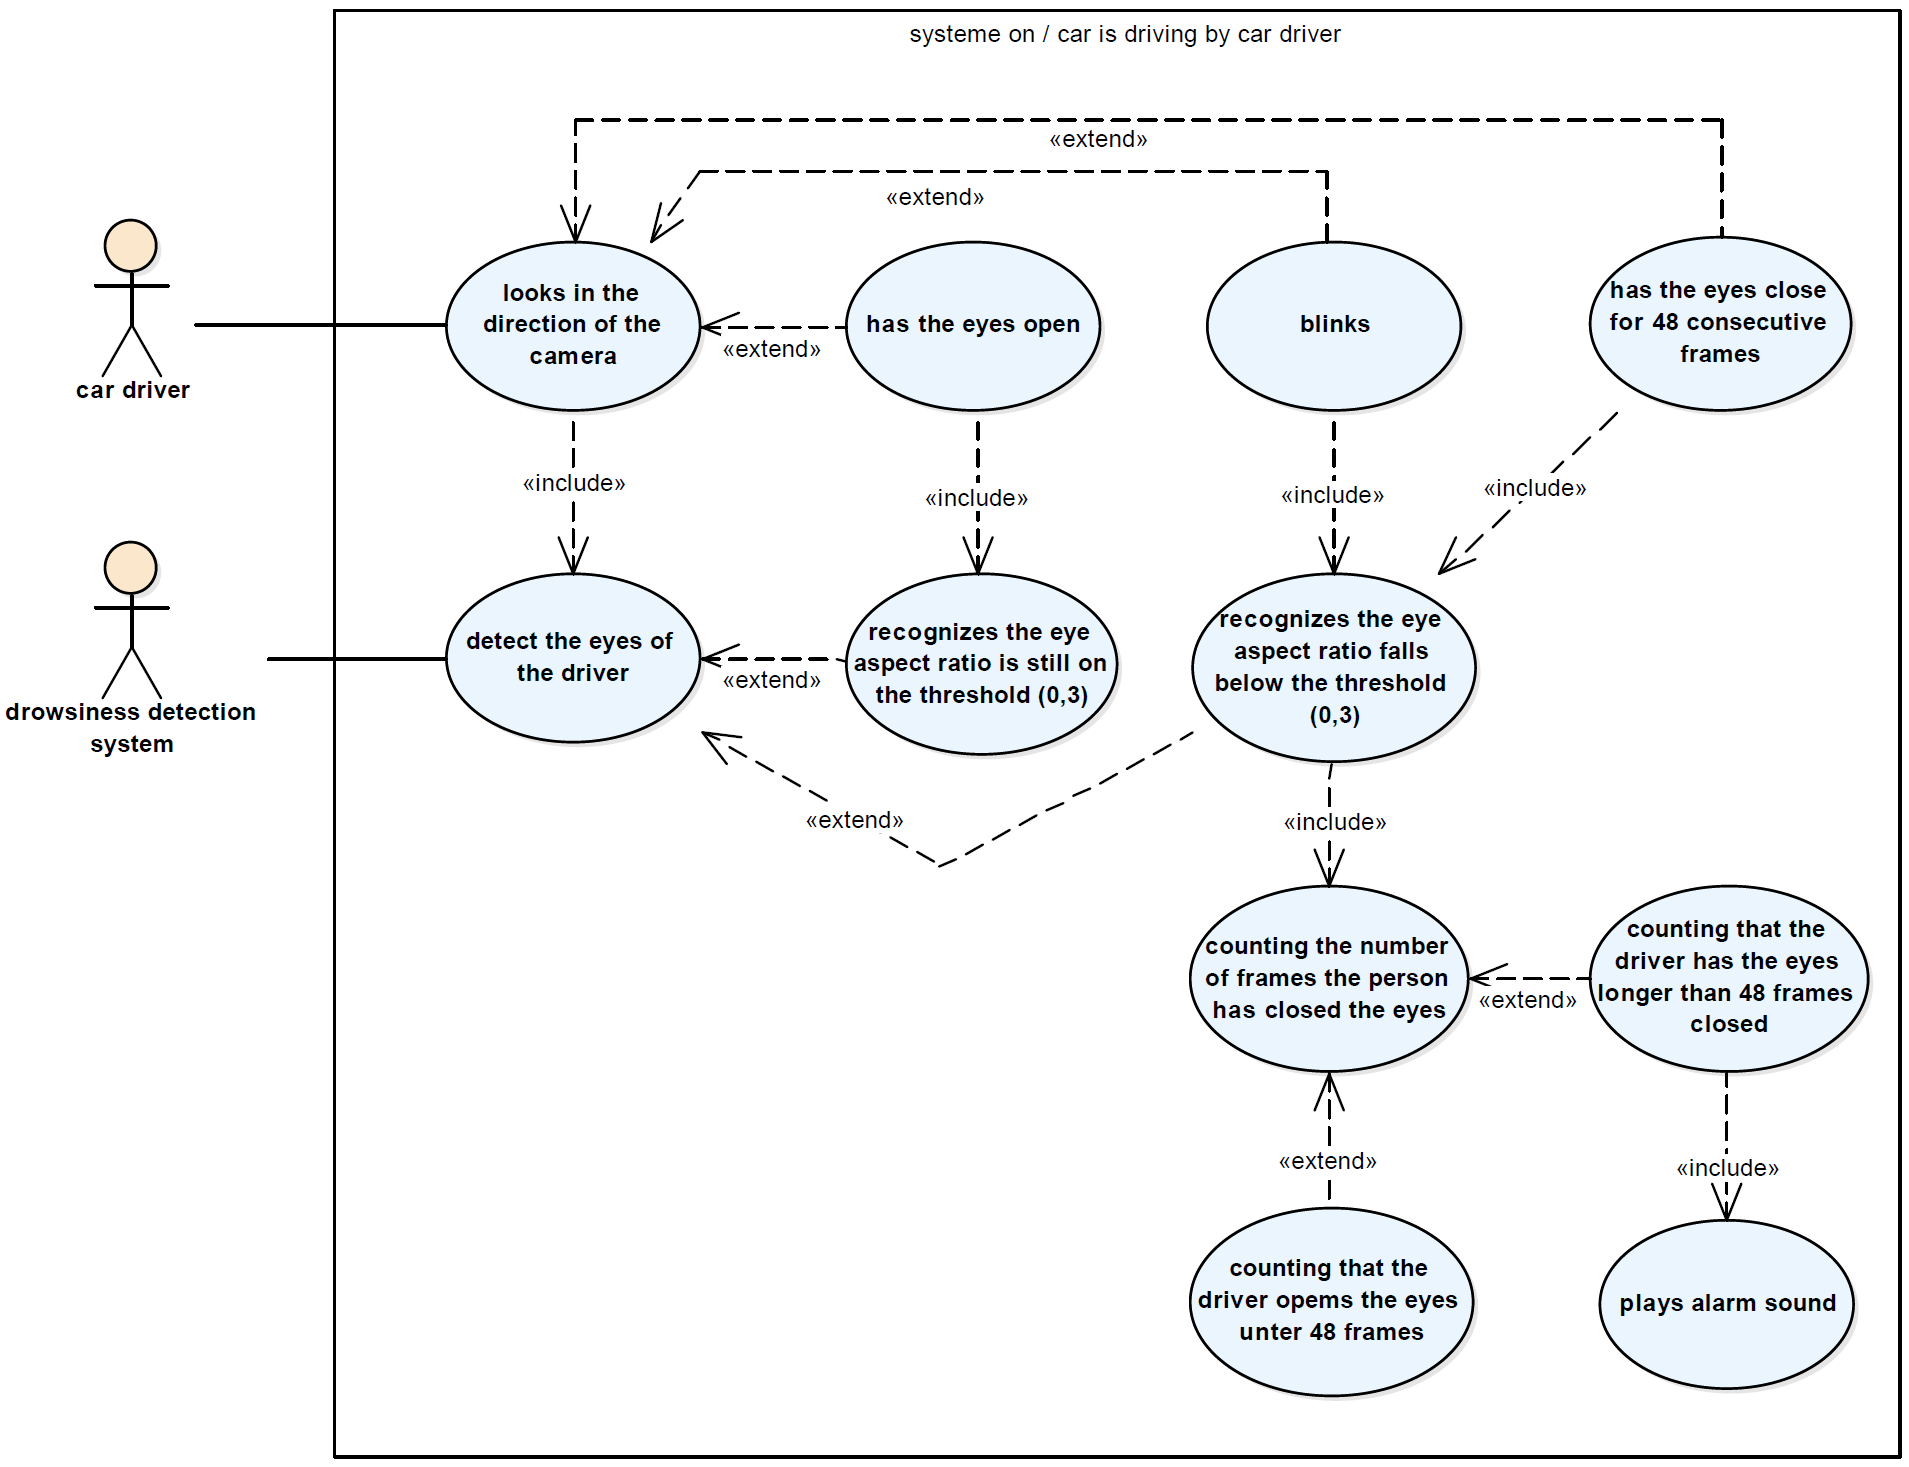 systeme on / car is driving by car driver
«extend»
«extend»
looks in the
direction of the
camera
«extend»
has the eyes open
blinks
has the eyes close
for 48 consecutive
frames
car driver
«include»
«include»
«include»
«include»
detect the eyes of
the driver
«extend»
recognizes the eye
aspect ratio is still on
the threshold (0,3)
recognizes the eye
aspect ratio falls
below the threshold
(0,3)
drowsiness detection
system
«extend»
«include»
counting the number
of frames the person
has closed the eyes
«extend»
counting that the
driver has the eyes
longer than 48 frames
closed
«extend»
«include»
counting that the
driver opems the eyes
unter 48 frames
plays alarm sound